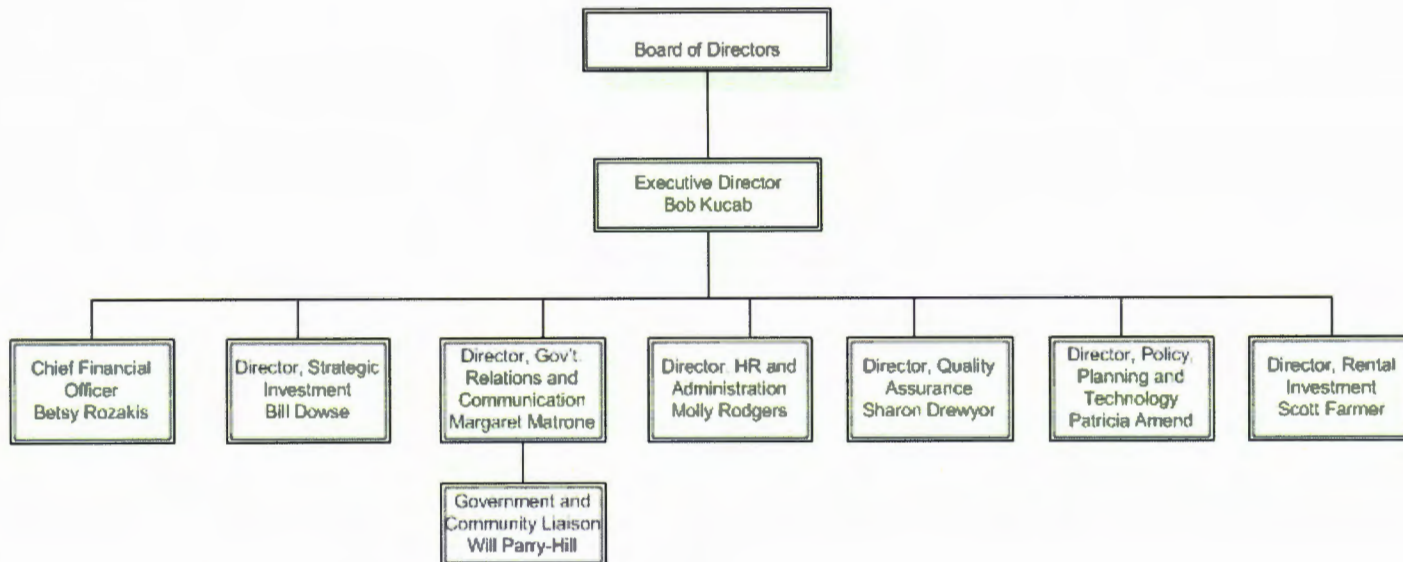 Board of Directors
Executive Director
Bob Kucab
Chief Financial
Officer
Betsy Rozakis
Director, Strategic
Investment
Bill Dowse
Director, Gov't.
Relations and
Communication
Margaret Matrone
Director, HR and
Administration
Molly Rodgers
Director, Quality
Assurance
Sharon Drewyor
Director, Policy,
Planning and
Technology
Patricia Amend
Director, Rental
Investment
Scott Farmer
Government and
Community Liaison
Will Parry-Hill